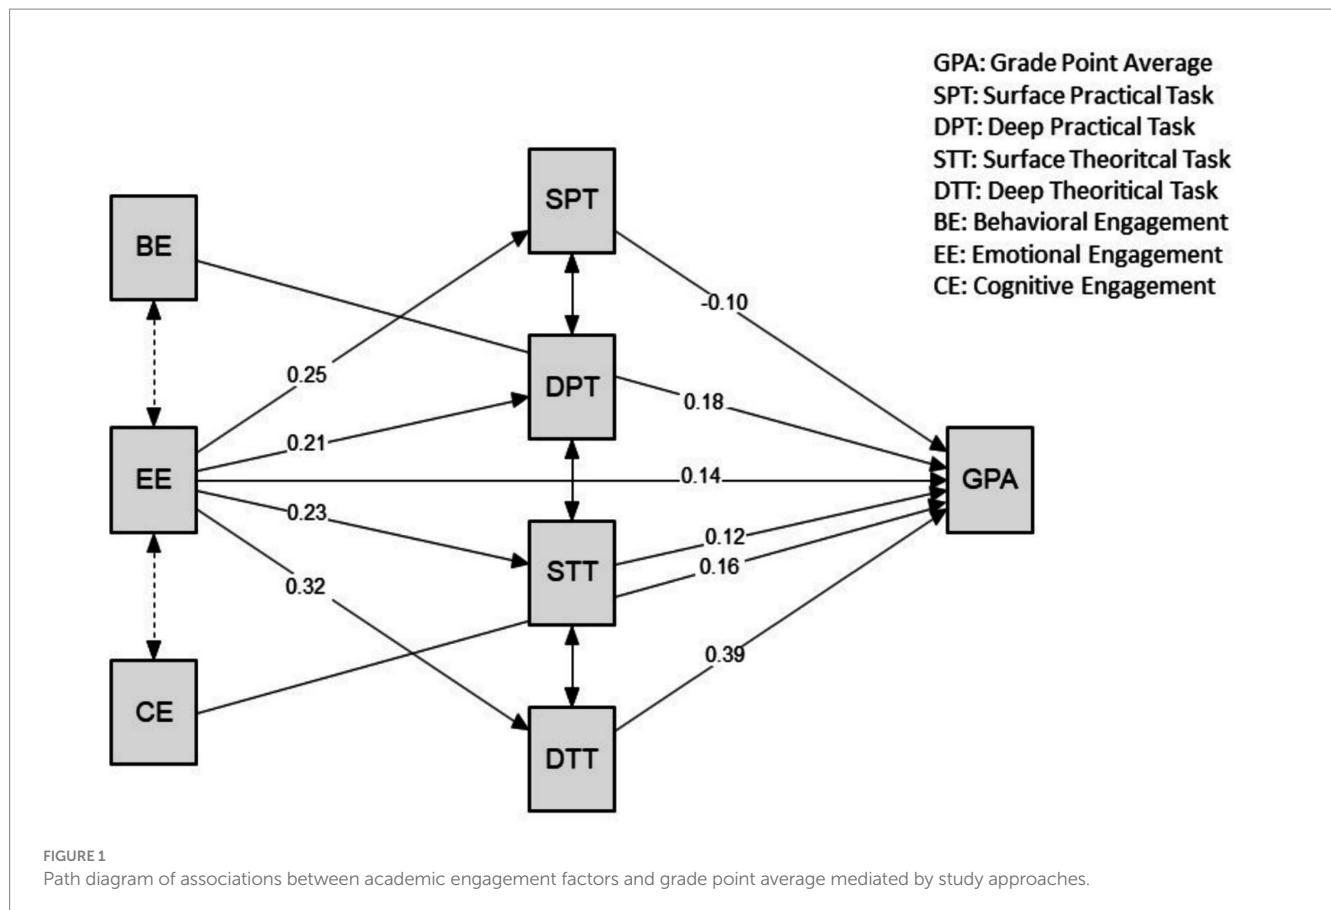 GPA: Grade Point Average
SPT: Surface Practical Task
DPT: Deep Practical Task
STT: Surface Theoritcal Task
DTT: Deep Theoritical Task
BE: Behavioral Engagement
EE: Emotional Engagement
CE: Cognitive Engagement
SPT
BE
-0.10
0.25
DPT
0.18
0.21
EE
0.14
GPA
0.23
0.12
STT
0.16
0.32
0.39
CE
DTT
FIGURE 1
Path diagram of associations between academic engagement factors and grade point average mediated by study approaches.